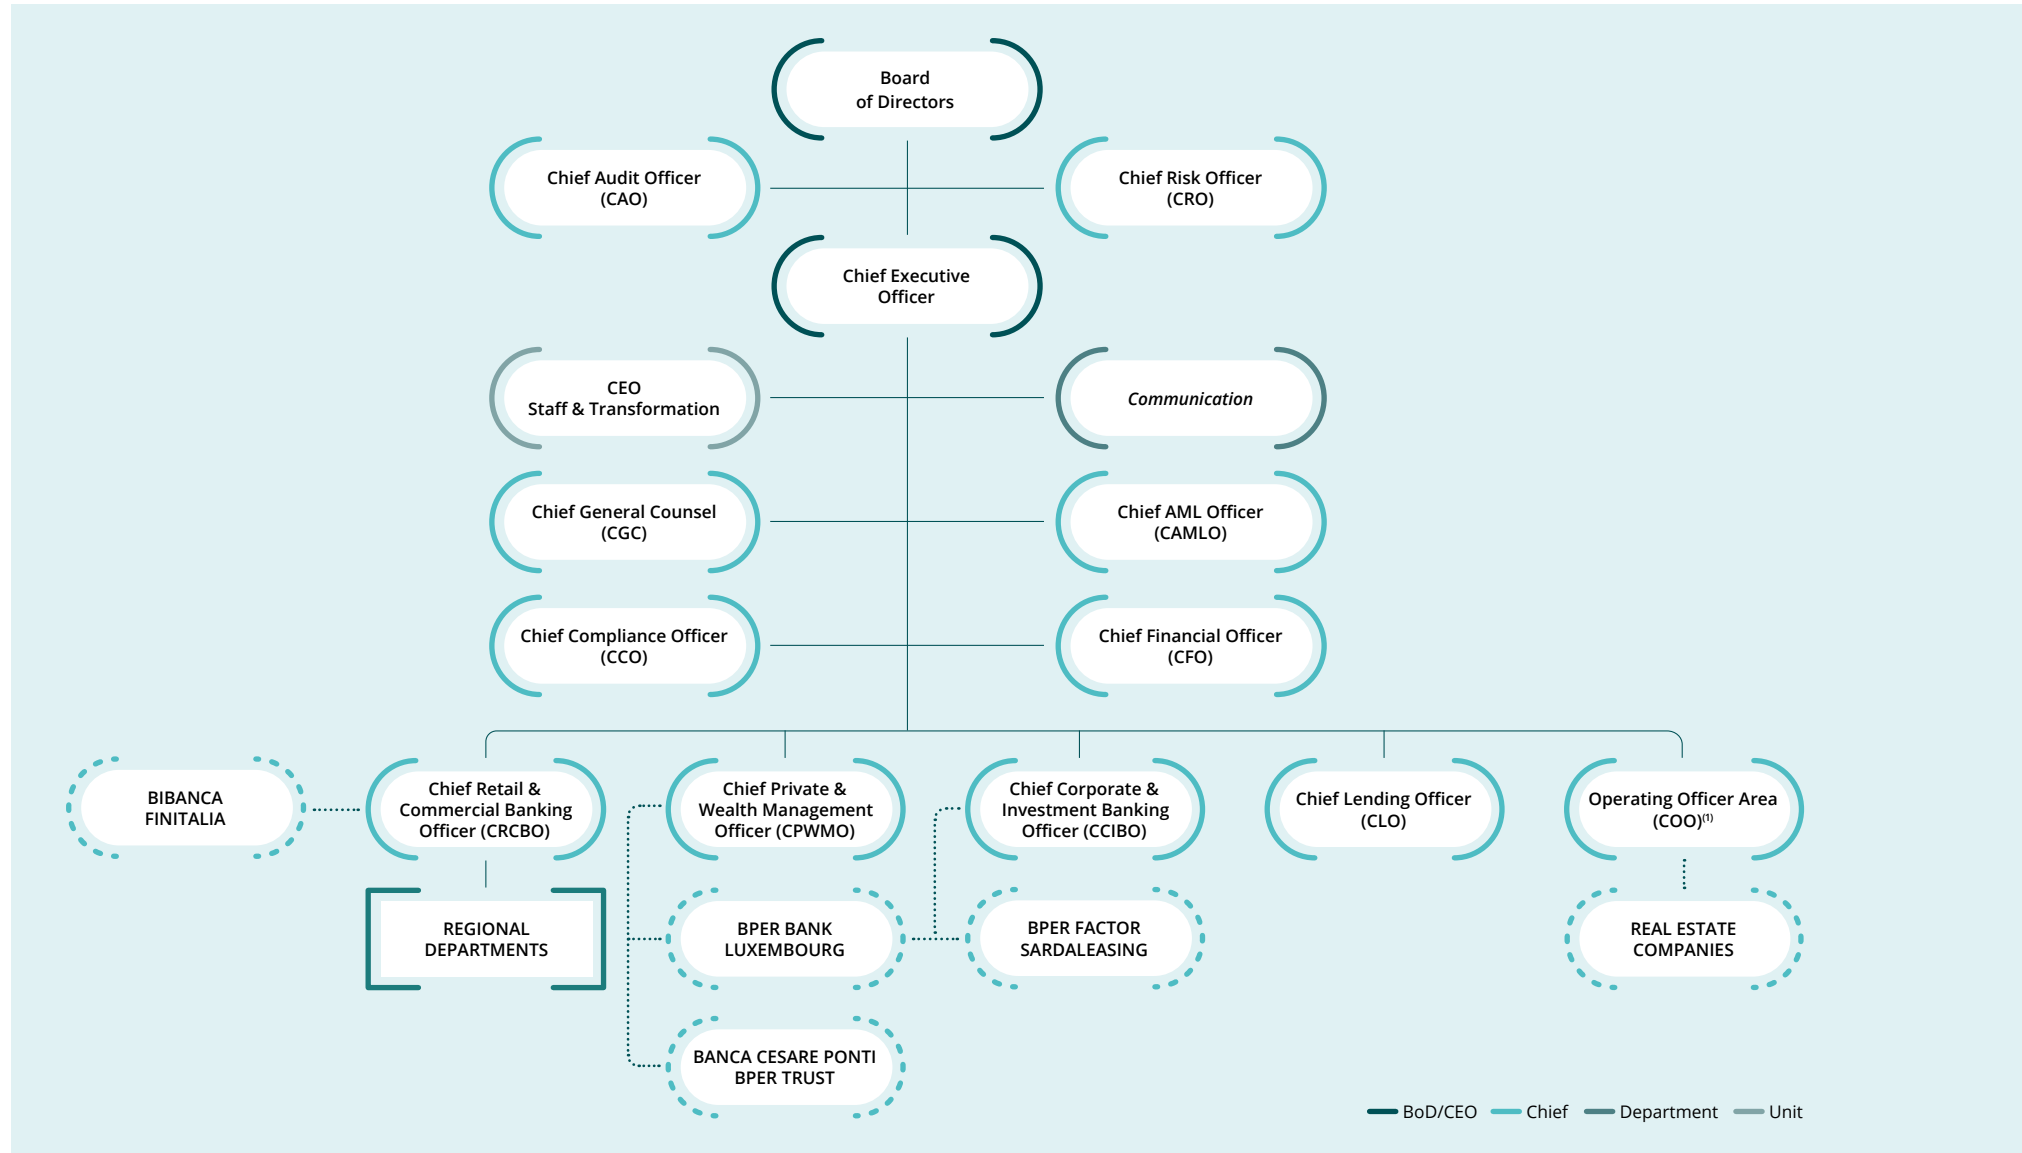 Board
of Directors
Chief Audit Officer
(CAO)
Chief Risk Officer
(CRO)
Chief Executive
Officer
CEO
Staff & Transformation
Communication
Chief General Counsel
(CGC)
Chief AML Officer
(CAMLO)
Chief Compliance Officer
(CCO)
Chief Financial Officer
(CFO)
BIBANCA
FINITALIA
Chief Retail &
Commercial Banking
Officer (CRCBO)
Chief Private &
Wealth Management
Officer (CPWMO)
Chief Corporate &
Investment Banking
Officer (CCIBO)
Chief Lending Officer
(CLO)
Operating Officer Area
(COO)(1)
REGIONAL
DEPARTMENTS
BPER BANK
LUXEMBOURG
BPER FACTOR
SARDALEASING
REAL ESTATE
COMPANIES
BANCA CESARE PONTI
BPER TRUST
BoD/CEO Chief Department Unit